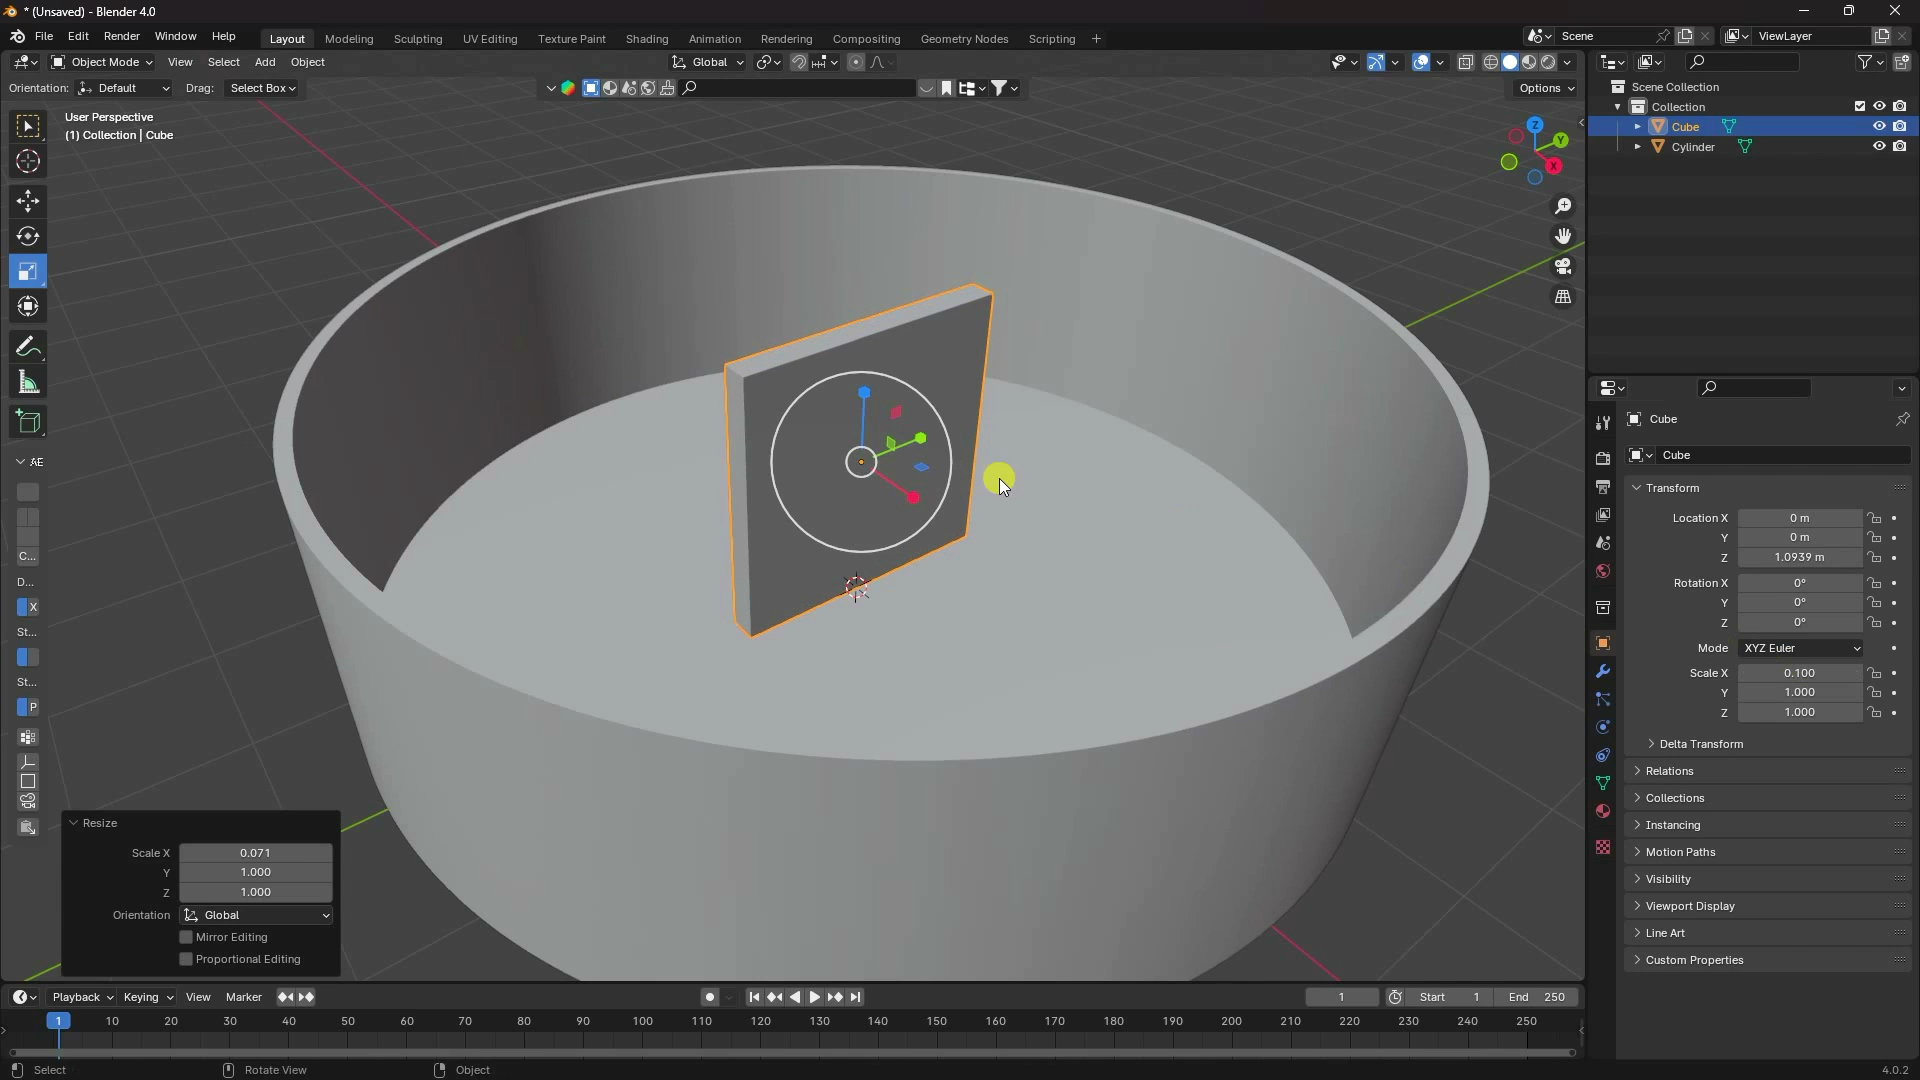 * (Unsaved) - Blender 4.0
File Edit Render Window Help
Layout Modeling Sculpting UV Editing Texture Paint Shading Animation Rendering Compositing Geometry Nodes Scripting +
Scene
ViewLayer
Object Mode View Select Add Object
Global
Orientation: Default Drag: Select Box
Options
User Perspective
(1) Collection | Cube
Z
Y
X
Scene Collection
Collection
Cube
Cylinder
Cube
Cube
Transform
Location X 0 m
Y 0 m
Z 1.0939 m
Rotation X 0°
Y 0°
Z 0°
Mode XYZ Euler
Scale X 0.100
Y 1.000
Z 1.000
Delta Transform
Relations
Collections
Instancing
Motion Paths
Visibility
Viewport Display
Line Art
Custom Properties
AE
C...
D...
X
St...
St...
P
Resize
Scale X 0.071
Y 1.000
Z 1.000
Orientation Global
Mirror Editing
Proportional Editing
Playback Keying View Marker
1 Start 1 End 250
1 10 20 30 40 50 60 70 80 90 100 110 120 130 140 150 160 170 180 190 200 210 220 230 240 250
Select Rotate View Object
4.0.2